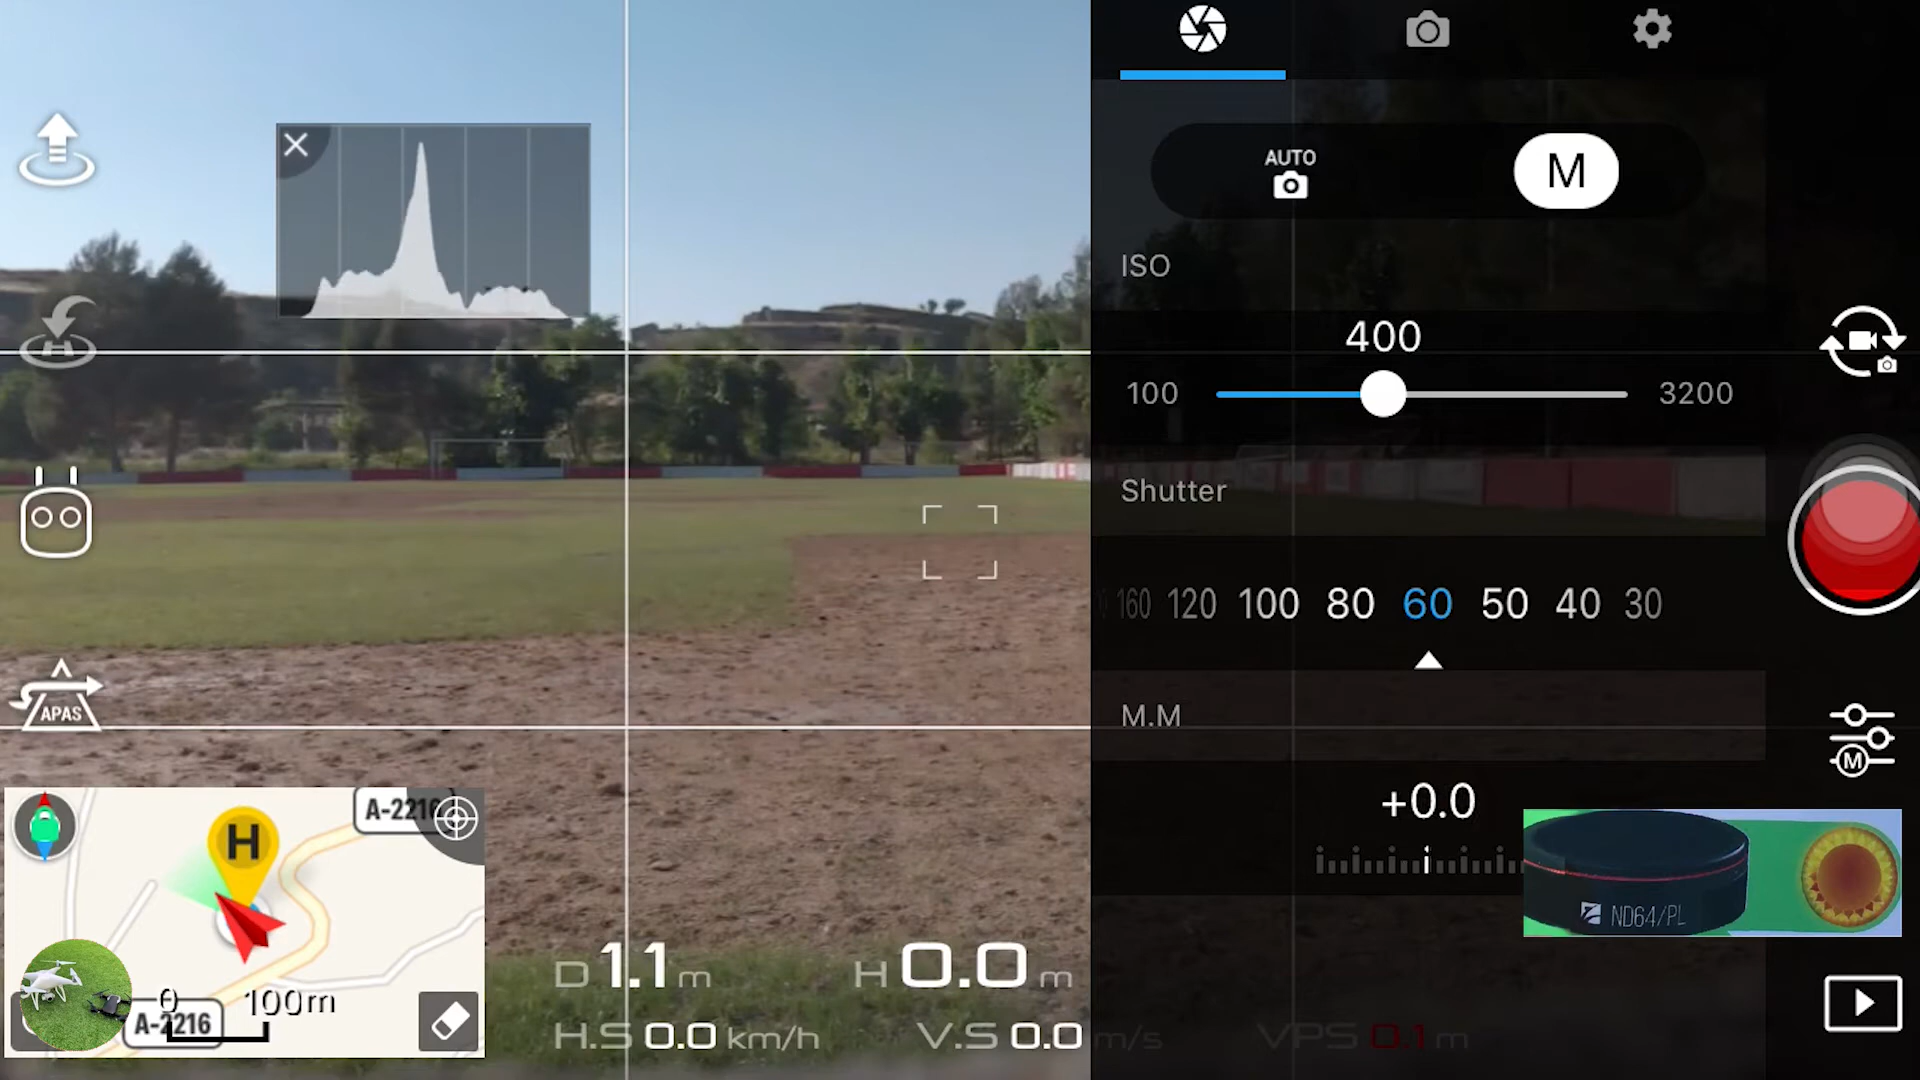 AUTO
M
ISO
400
100 3200
Shutter
160 120 100 80 60 50 40 30
M.M
+0.0
APAS
A-2216
H
0 100m
A-2216
D 1.1 m H 0.0 m
H.S 0.0 km/h V.S 0.0 m/s VPS 0.1 m
M
ND64/PL